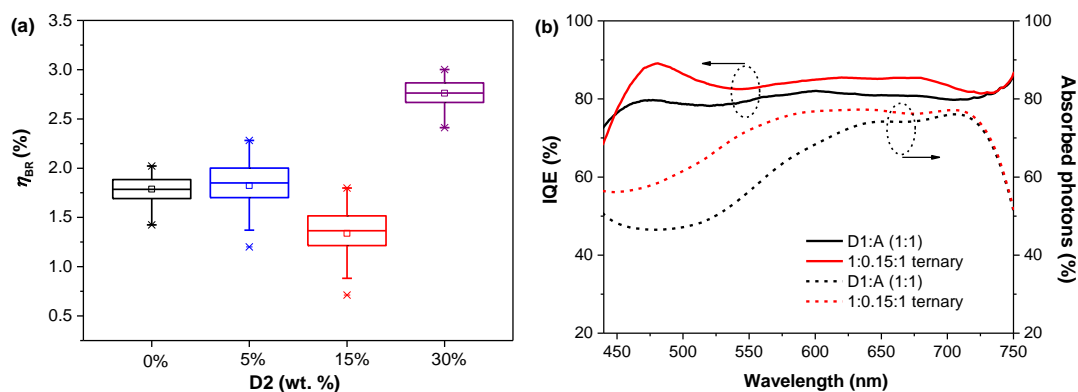 (a)
3.5
3.0
2.5
2.0
1.5
1.0
0.5
ηBR (%)
0%
5%
15%
30%
D2 (wt. %)
(b)
100
80
60
40
20
IQE (%)
450
500
550
600
650
700
750
Wavelength (nm)
D1:A (1:1)
1:0.15:1 ternary
D1:A (1:1)
1:0.15:1 ternary
100
80
60
40
20
Absorbed photons (%)